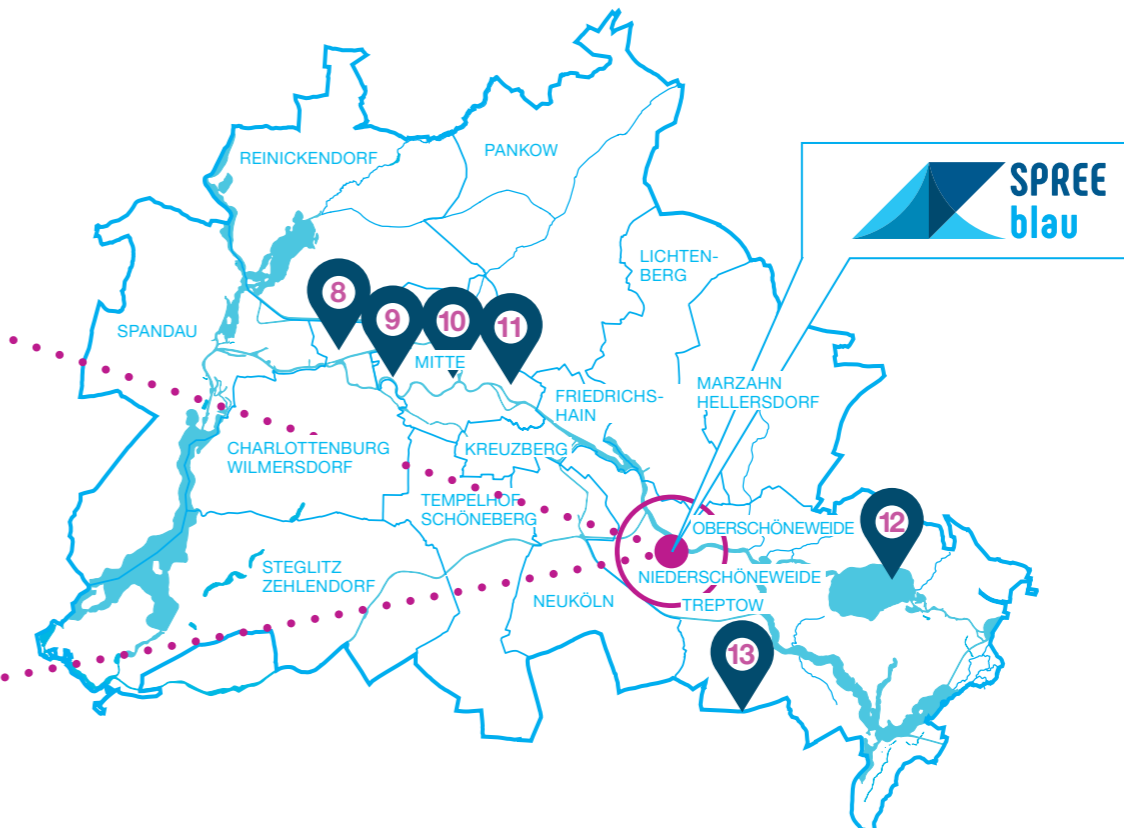 REINICKENDORF
PANKOW
SPREE
blau
LICHTEN-
BERG
8
9
10
11
SPANDAU
MITTE
MARZAHN
HELLERSDORF
FRIEDRICHS-
HAIN
CHARLOTTENBURG
WILMERSDORF
KREUZBERG
TEMPELHOF
SCHÖNEBERG
OBERSCHÖNEWEIDE
12
STEGLITZ
ZEHLENDORF
NIEDERSCHÖNEWEIDE
NEUKÖLN
TREPTOW
13